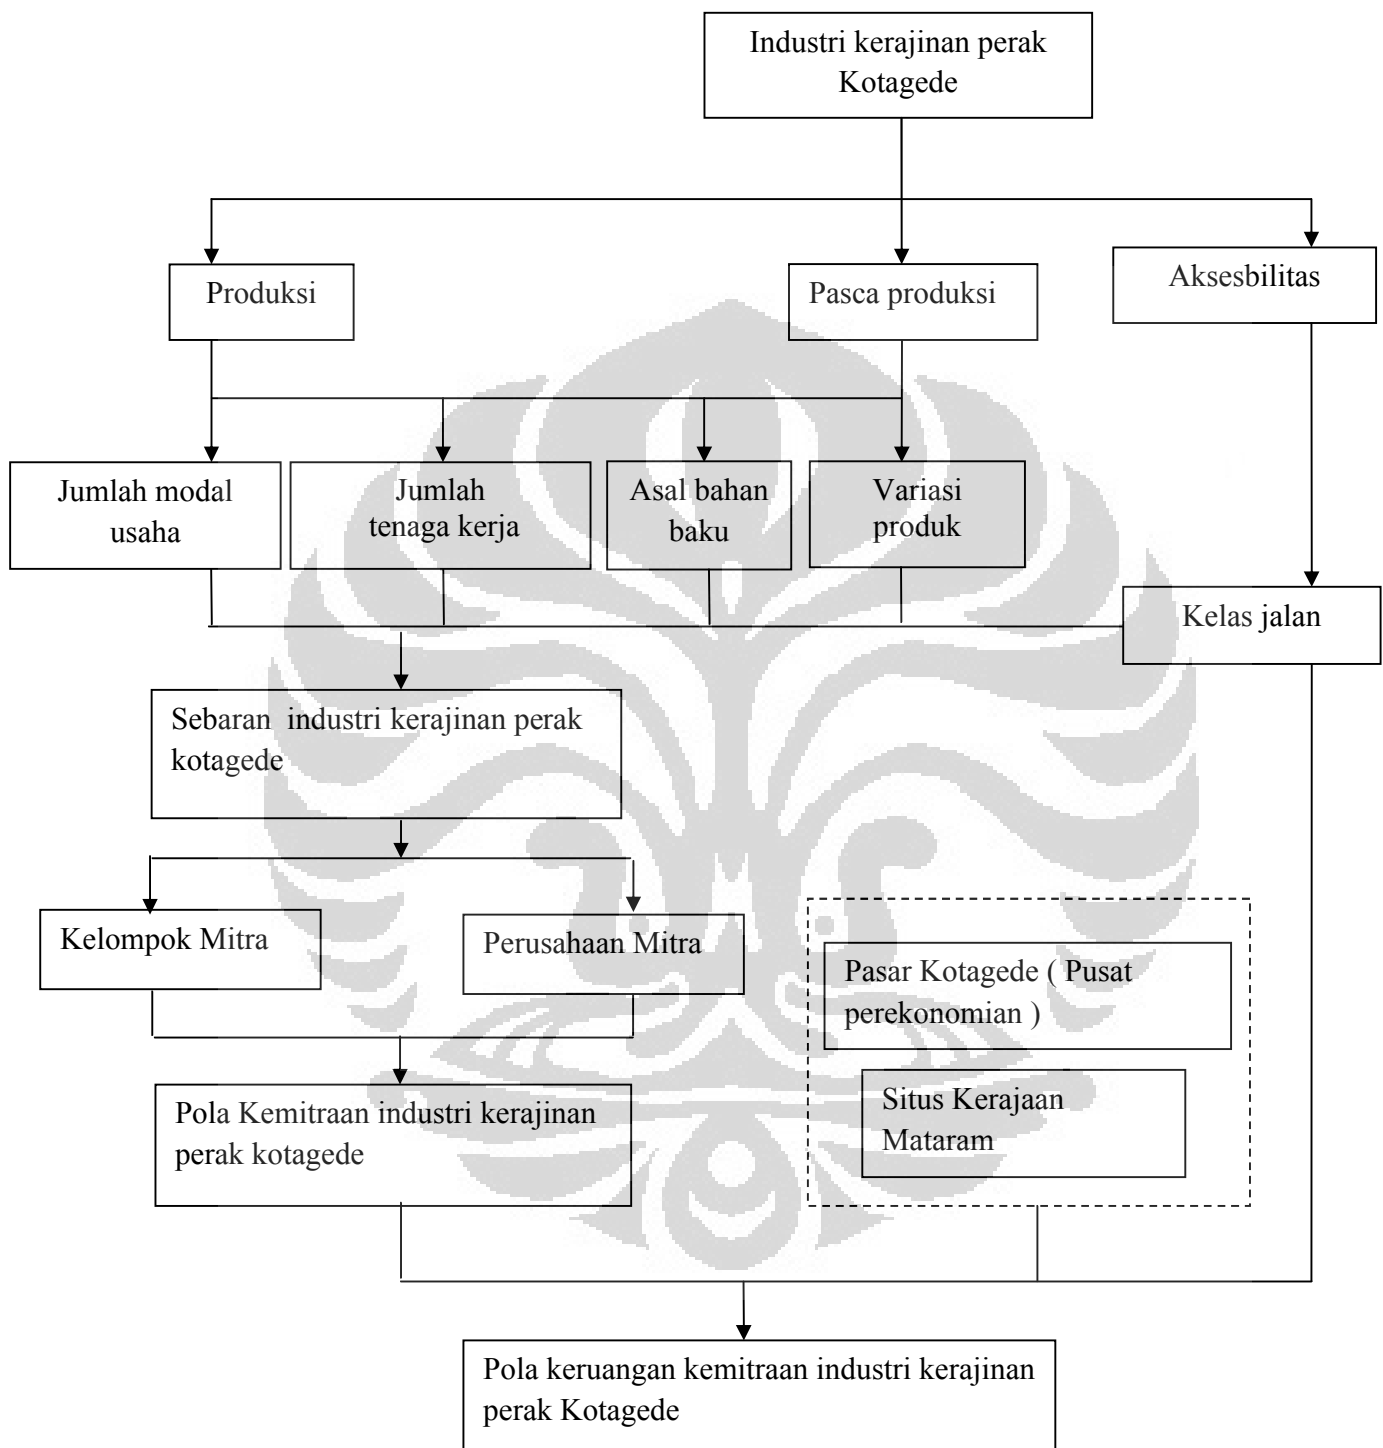 Industri kerajinan perak
Kotagede
Produksi
Pasca produksi
Aksesbilitas
Jumlah modal
usaha
Jumlah
tenaga kerja
Asal bahan
baku
Variasi
produk
Kelas jalan
Sebaran industri kerajinan perak
kotagede
Kelompok Mitra
Perusahaan Mitra
Pasar Kotagede ( Pusat
perekonomian )
Situs Kerajaan
Mataram
Pola Kemitraan industri kerajinan
perak kotagede
Pola keruangan kemitraan industri kerajinan
perak Kotagede